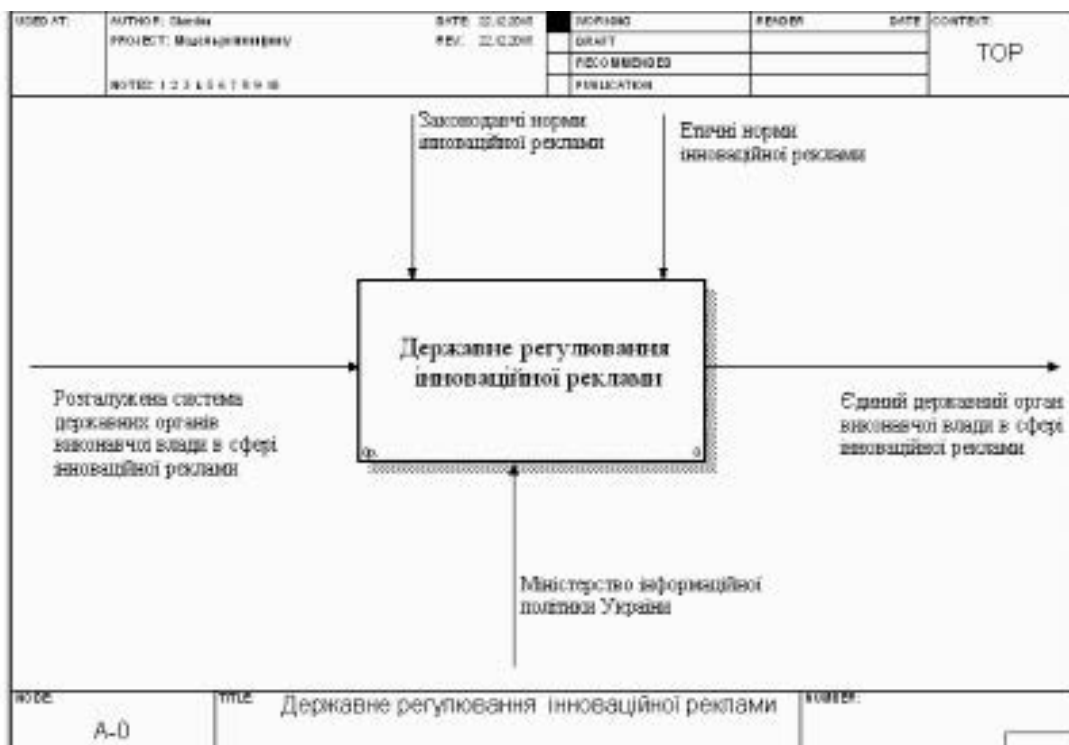 USED AT:
AUTHOR:
DATE:
WORKING
READER
DATE
CONTEXT:
PROJECT:
REV:
DRAFT
TOP
RECOMMENDED
NOTES: 1 2 3 4 5 6 7 8 9 10
PUBLICATION
Законодавчі норми
інноваційної реклами
Етичні норми
інноваційної реклами
Державне регулювання
інноваційної реклами
Розгалужена система
державних органів
виконавчої влади в сфері
інноваційної реклами
Єдиний державний орган
виконавчої влади в сфері
інноваційної реклами
0р.
0
Міністерство інформаційної
політики України
NODE:
TITLE:
Державне регулювання інноваційної реклами
NUMBER:
A-0